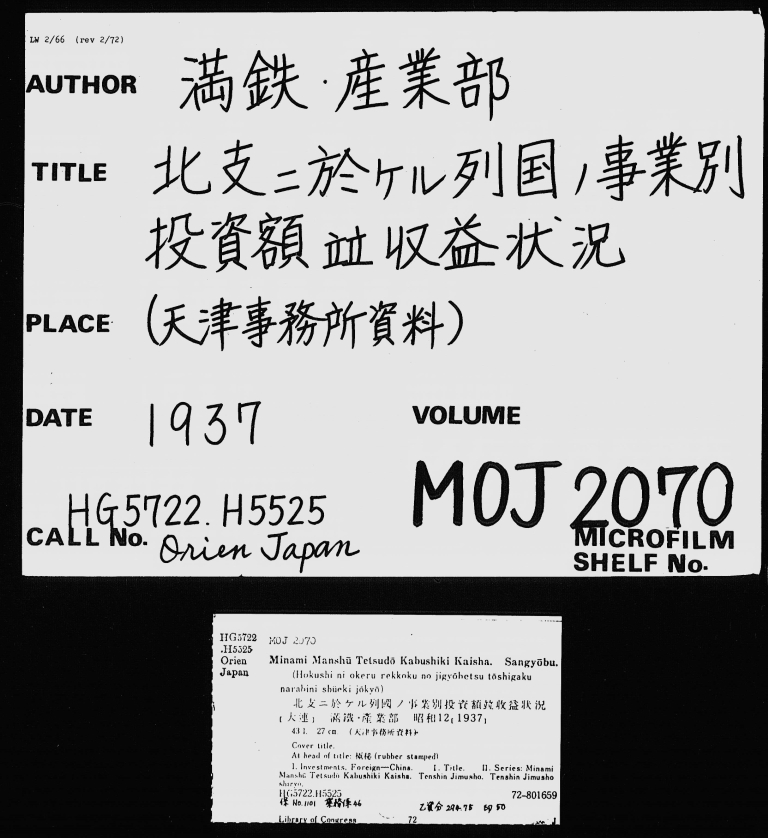 LW 2/66 (rev 2/72)
AUTHOR 満鉄・産業部
TITLE 北支ニ於ケル列国ノ事業別
投資額並収益状況
PLACE (天津事務所資料)
DATE 1937
VOLUME
MOJ 2070
MICROFILM
SHELF No.
HG5722.H5525
CALL No. Orien Japan
HG5722
.H5525
Orien
Japan
MOJ 2070
Minami Manshū Tetsudō Kabushiki Kaisha. Sangyōbu.
(Hokushi ni okeru rekkoku no jigyōbetsu tōshigaku
narabini shūeki jōkyō)
北支ニ於ケル列國ノ事業別投資額竝收益狀況
[大連] 滿鐵・產業部 昭和12[1937]
43 l. 27 cm. (天津事務所資料)
Cover title.
At head of title: 極秘 (rubber stamped)
1. Investments, Foreign—China. I. Title. II. Series: Minami
Manshū Tetsudō Kabushiki Kaisha. Tenshin Jimusho. Tenshin Jimusho
shiryo.
HG5722.H5525
72-801659
No. 1101
Library of Congress 72